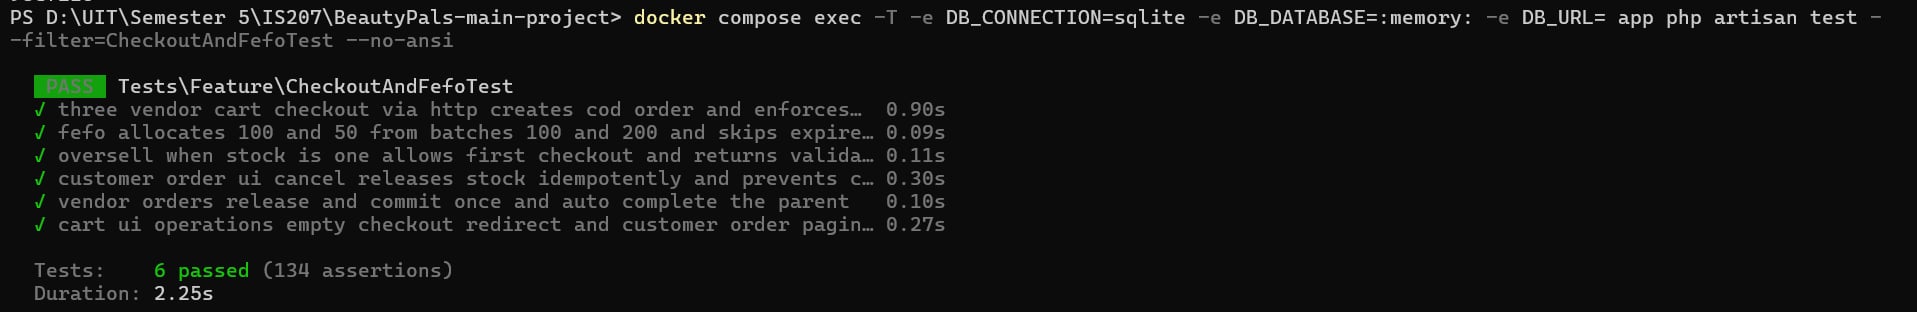 PS D:\UIT\Semester 5\IS207\BeautyPals-main-project> docker compose exec -T -e DB_CONNECTION=sqlite -e DB_DATABASE=:memory: -e DB_URL= app php artisan test -
-filter=CheckoutAndFefoTest --no-ansi
PASS Tests\Feature\CheckoutAndFefoTest
✓ three vendor cart checkout via http creates cod order and enforces… 0.90s
✓ fefo allocates 100 and 50 from batches 100 and 200 and skips expire… 0.09s
✓ oversell when stock is one allows first checkout and returns valida… 0.11s
✓ customer order ui cancel releases stock idempotently and prevents c… 0.30s
✓ vendor orders release and commit once and auto complete the parent 0.10s
✓ cart ui operations empty checkout redirect and customer order pagin… 0.27s
Tests: 6 passed (134 assertions)
Duration: 2.25s